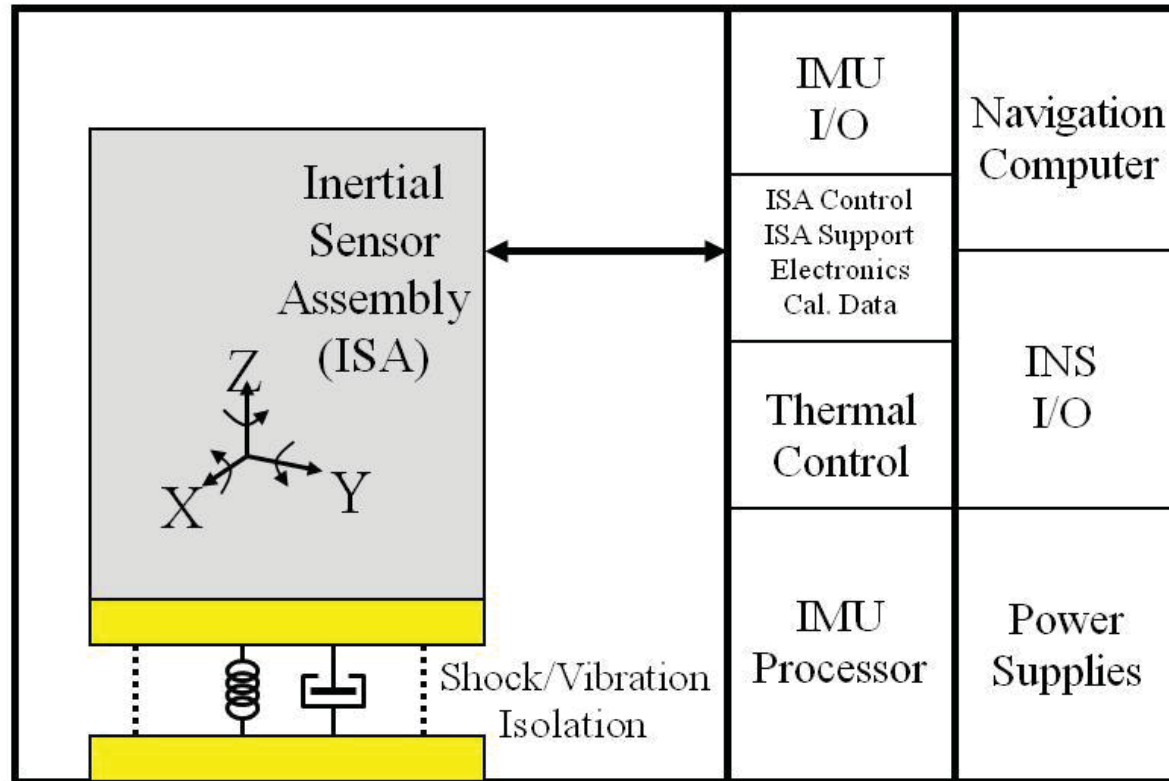 Inertial
Sensor
Assembly
(ISA)
Z
X
Y
Shock/Vibration
Isolation
IMU
I/O
ISA Control
ISA Support
Electronics
Cal. Data
Thermal
Control
IMU
Processor
Navigation
Computer
INS
I/O
Power
Supplies